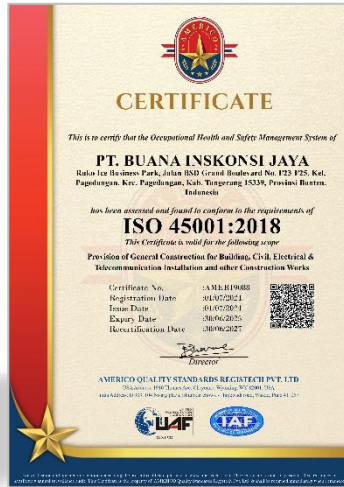 AMERICO
CERTIFICATE
This is to certify that the Occupational Health and Safety Management System of
PT. BUANA INSKONSI JAYA
Ruko Ice Business Park, Jalan BSD Grand Boulevard No. F23-F25, Kel.
Pagedangan, Kec. Pagedangan, Kab. Tangerang 15339, Provinsi Banten.
Indonesia
has been assessed and found to conform to the requirements of
ISO 45001:2018
This Certificate is valid for the following scope
Provision of General Construction for Building, Civil, Electrical &
Telecommunication Installation and other Construction Works
Certificate No.
Registration Date :01/07/2024
Issue Date :01/07/2024
Expiry Date
Recertification Date :30/06/2027
Director
AMERICO QUALITY STANDARDS REGISTECH PVT. LTD
UAF
IAF